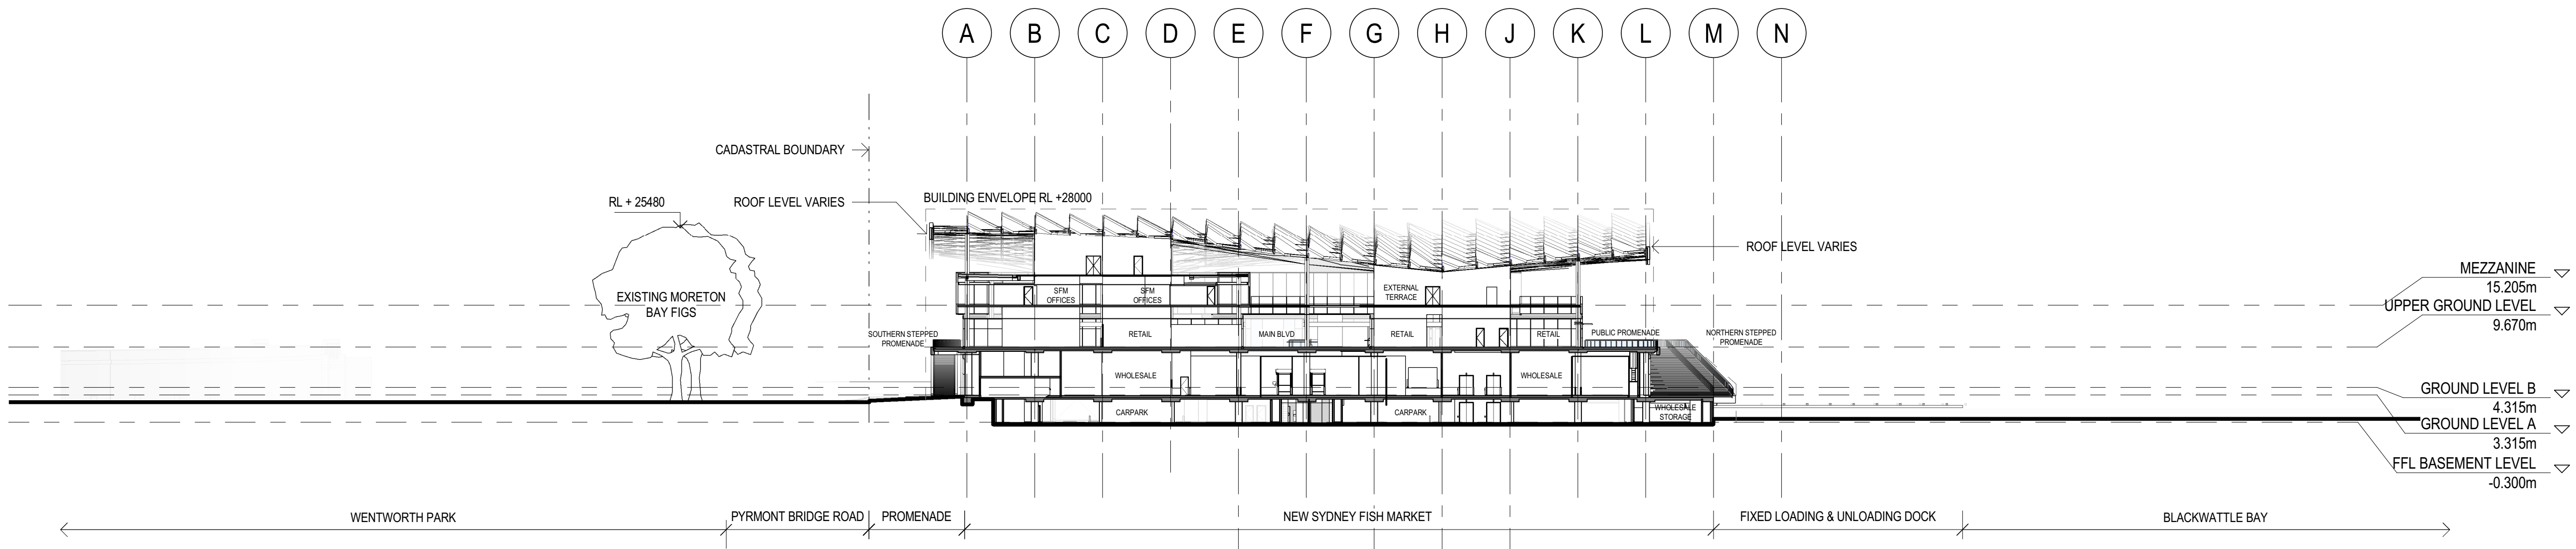 A B C D E F G H J K L M N
CADASTRAL BOUNDARY
BUILDING ENVELOPE RL +28000
RL + 25480
ROOF LEVEL VARIES
ROOF LEVEL VARIES
MEZZANINE
15.205m
EXISTING MORETON
BAY FIGS
SFM
OFFICES
SFM
OFFICES
EXTERNAL
TERRACE
UPPER GROUND LEVEL
9.670m
SOUTHERN STEPPED
PROMENADE
RETAIL
MAIN BLVD
RETAIL
RETAIL
PUBLIC PROMENADE
NORTHERN STEPPED
PROMENADE
WHOLESALE
WHOLESALE
GROUND LEVEL B
4.315m
CARPARK
CARPARK
WHOLESALE
STORAGE
GROUND LEVEL A
3.315m
FFL BASEMENT LEVEL
-0.300m
WENTWORTH PARK
PYRMONT BRIDGE ROAD
PROMENADE
NEW SYDNEY FISH MARKET
FIXED LOADING & UNLOADING DOCK
BLACKWATTLE BAY